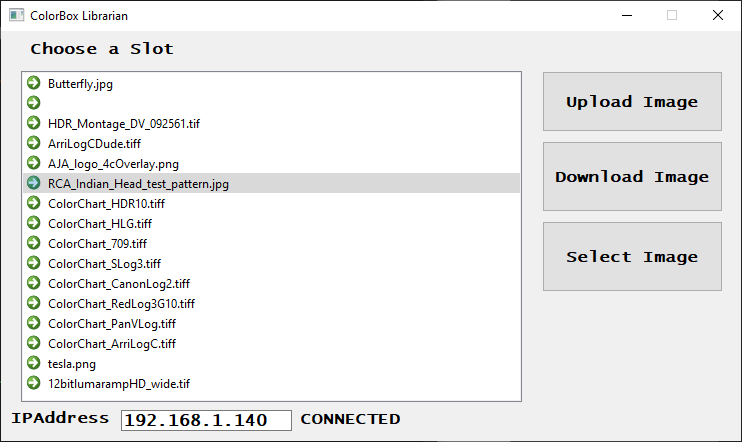 ColorBox Librarian
Choose a Slot
Butterfly.jpg
HDR_Montage_DV_092561.tif
ArriLogCDude.tiff
AJA_logo_4cOverlay.png
RCA_Indian_Head_test_pattern.jpg
ColorChart_HDR10.tiff
ColorChart_HLG.tiff
ColorChart_709.tiff
ColorChart_SLog3.tiff
ColorChart_CanonLog2.tiff
ColorChart_RedLog3G10.tiff
ColorChart_PanVLog.tiff
ColorChart_ArriLogC.tiff
tesla.png
12bitlumarampHD_wide.tif
Upload Image
Download Image
Select Image
IPAddress 192.168.1.140 CONNECTED